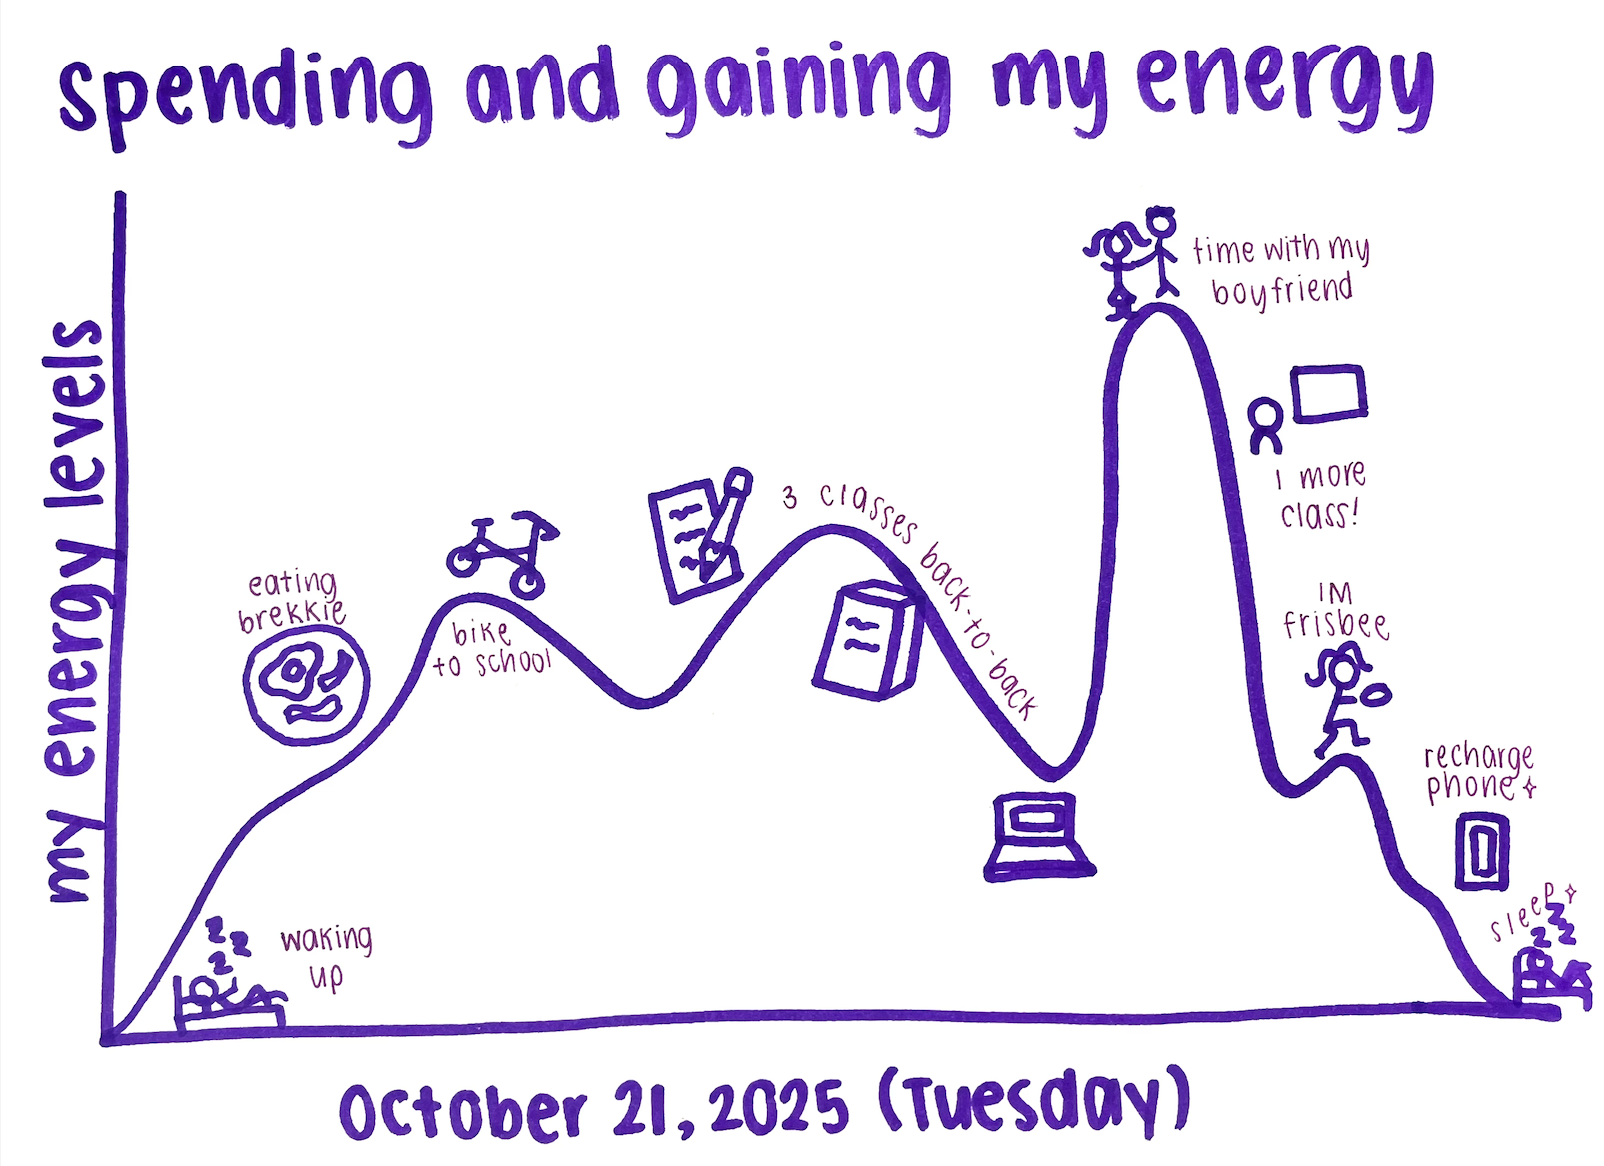 spending and gaining my energy
my energy levels
time with my
boyfriend
1 more
class!
3 classes back-to-back
eating
brekkie
bike
to school
IM
frisbee
recharge
phone
sleep
waking
up
z z z
z z z
October 21, 2025 (Tuesday)